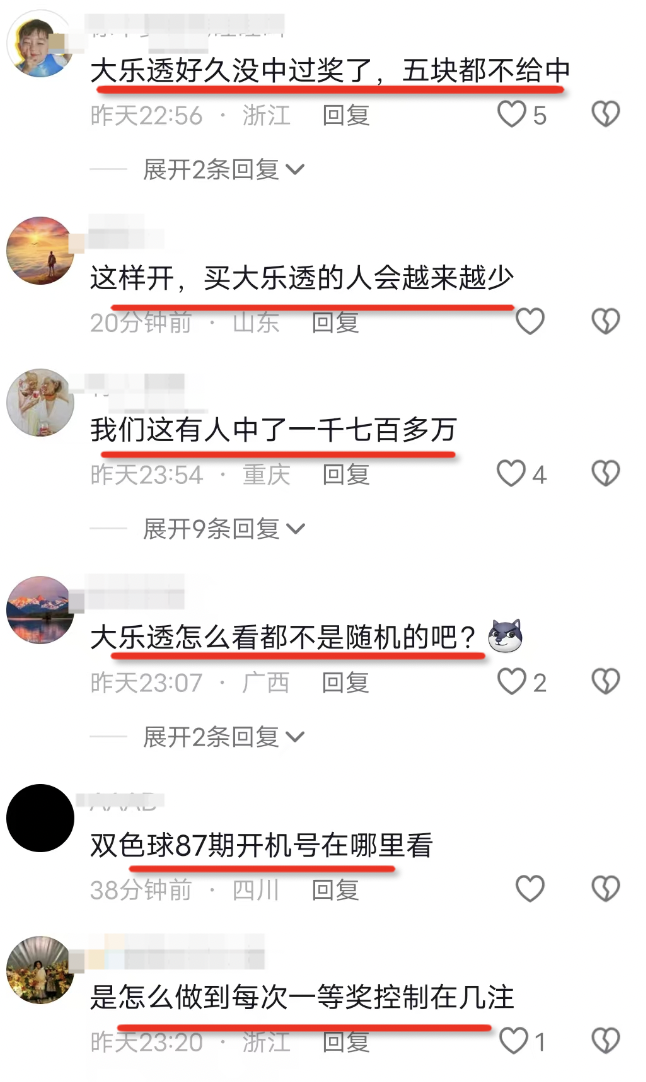 大乐透好久没中过奖了，五块都不给中
昨天22:56 · 浙江 回复 5
展开2条回复
这样开，买大乐透的人会越来越少
20分钟前 · 山东 回复
我们这有人中了一千七百多万
昨天23:54 · 重庆 回复 4
展开9条回复
大乐透怎么看都不是随机的吧？
昨天23:07 · 广西 回复 2
展开2条回复
双色球87期开机号在哪里看
38分钟前 · 四川 回复
是怎么做到每次一等奖控制在几注
昨天23:20 · 浙江 回复 1